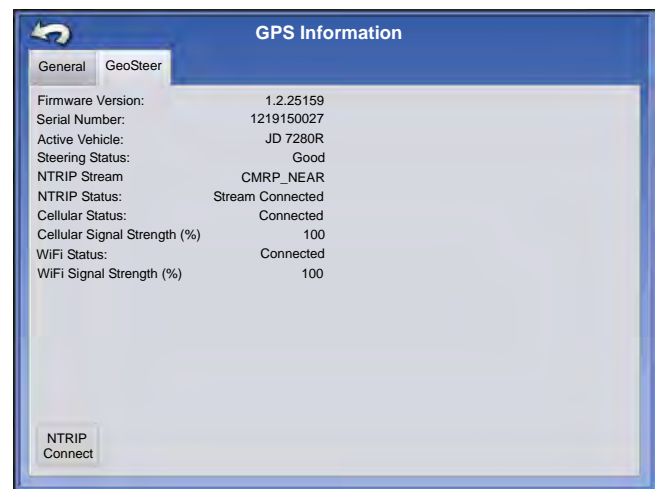 GPS Information
General GeoSteer
Firmware Version: 1.2.25159
Serial Number: 1219150027
Active Vehicle: JD 7280R
Steering Status: Good
NTRIP Stream CMRP_NEAR
NTRIP Status: Stream Connected
Cellular Status: Connected
Cellular Signal Strength (%) 100
WiFi Status: Connected
WiFi Signal Strength (%) 100
NTRIP
Connect